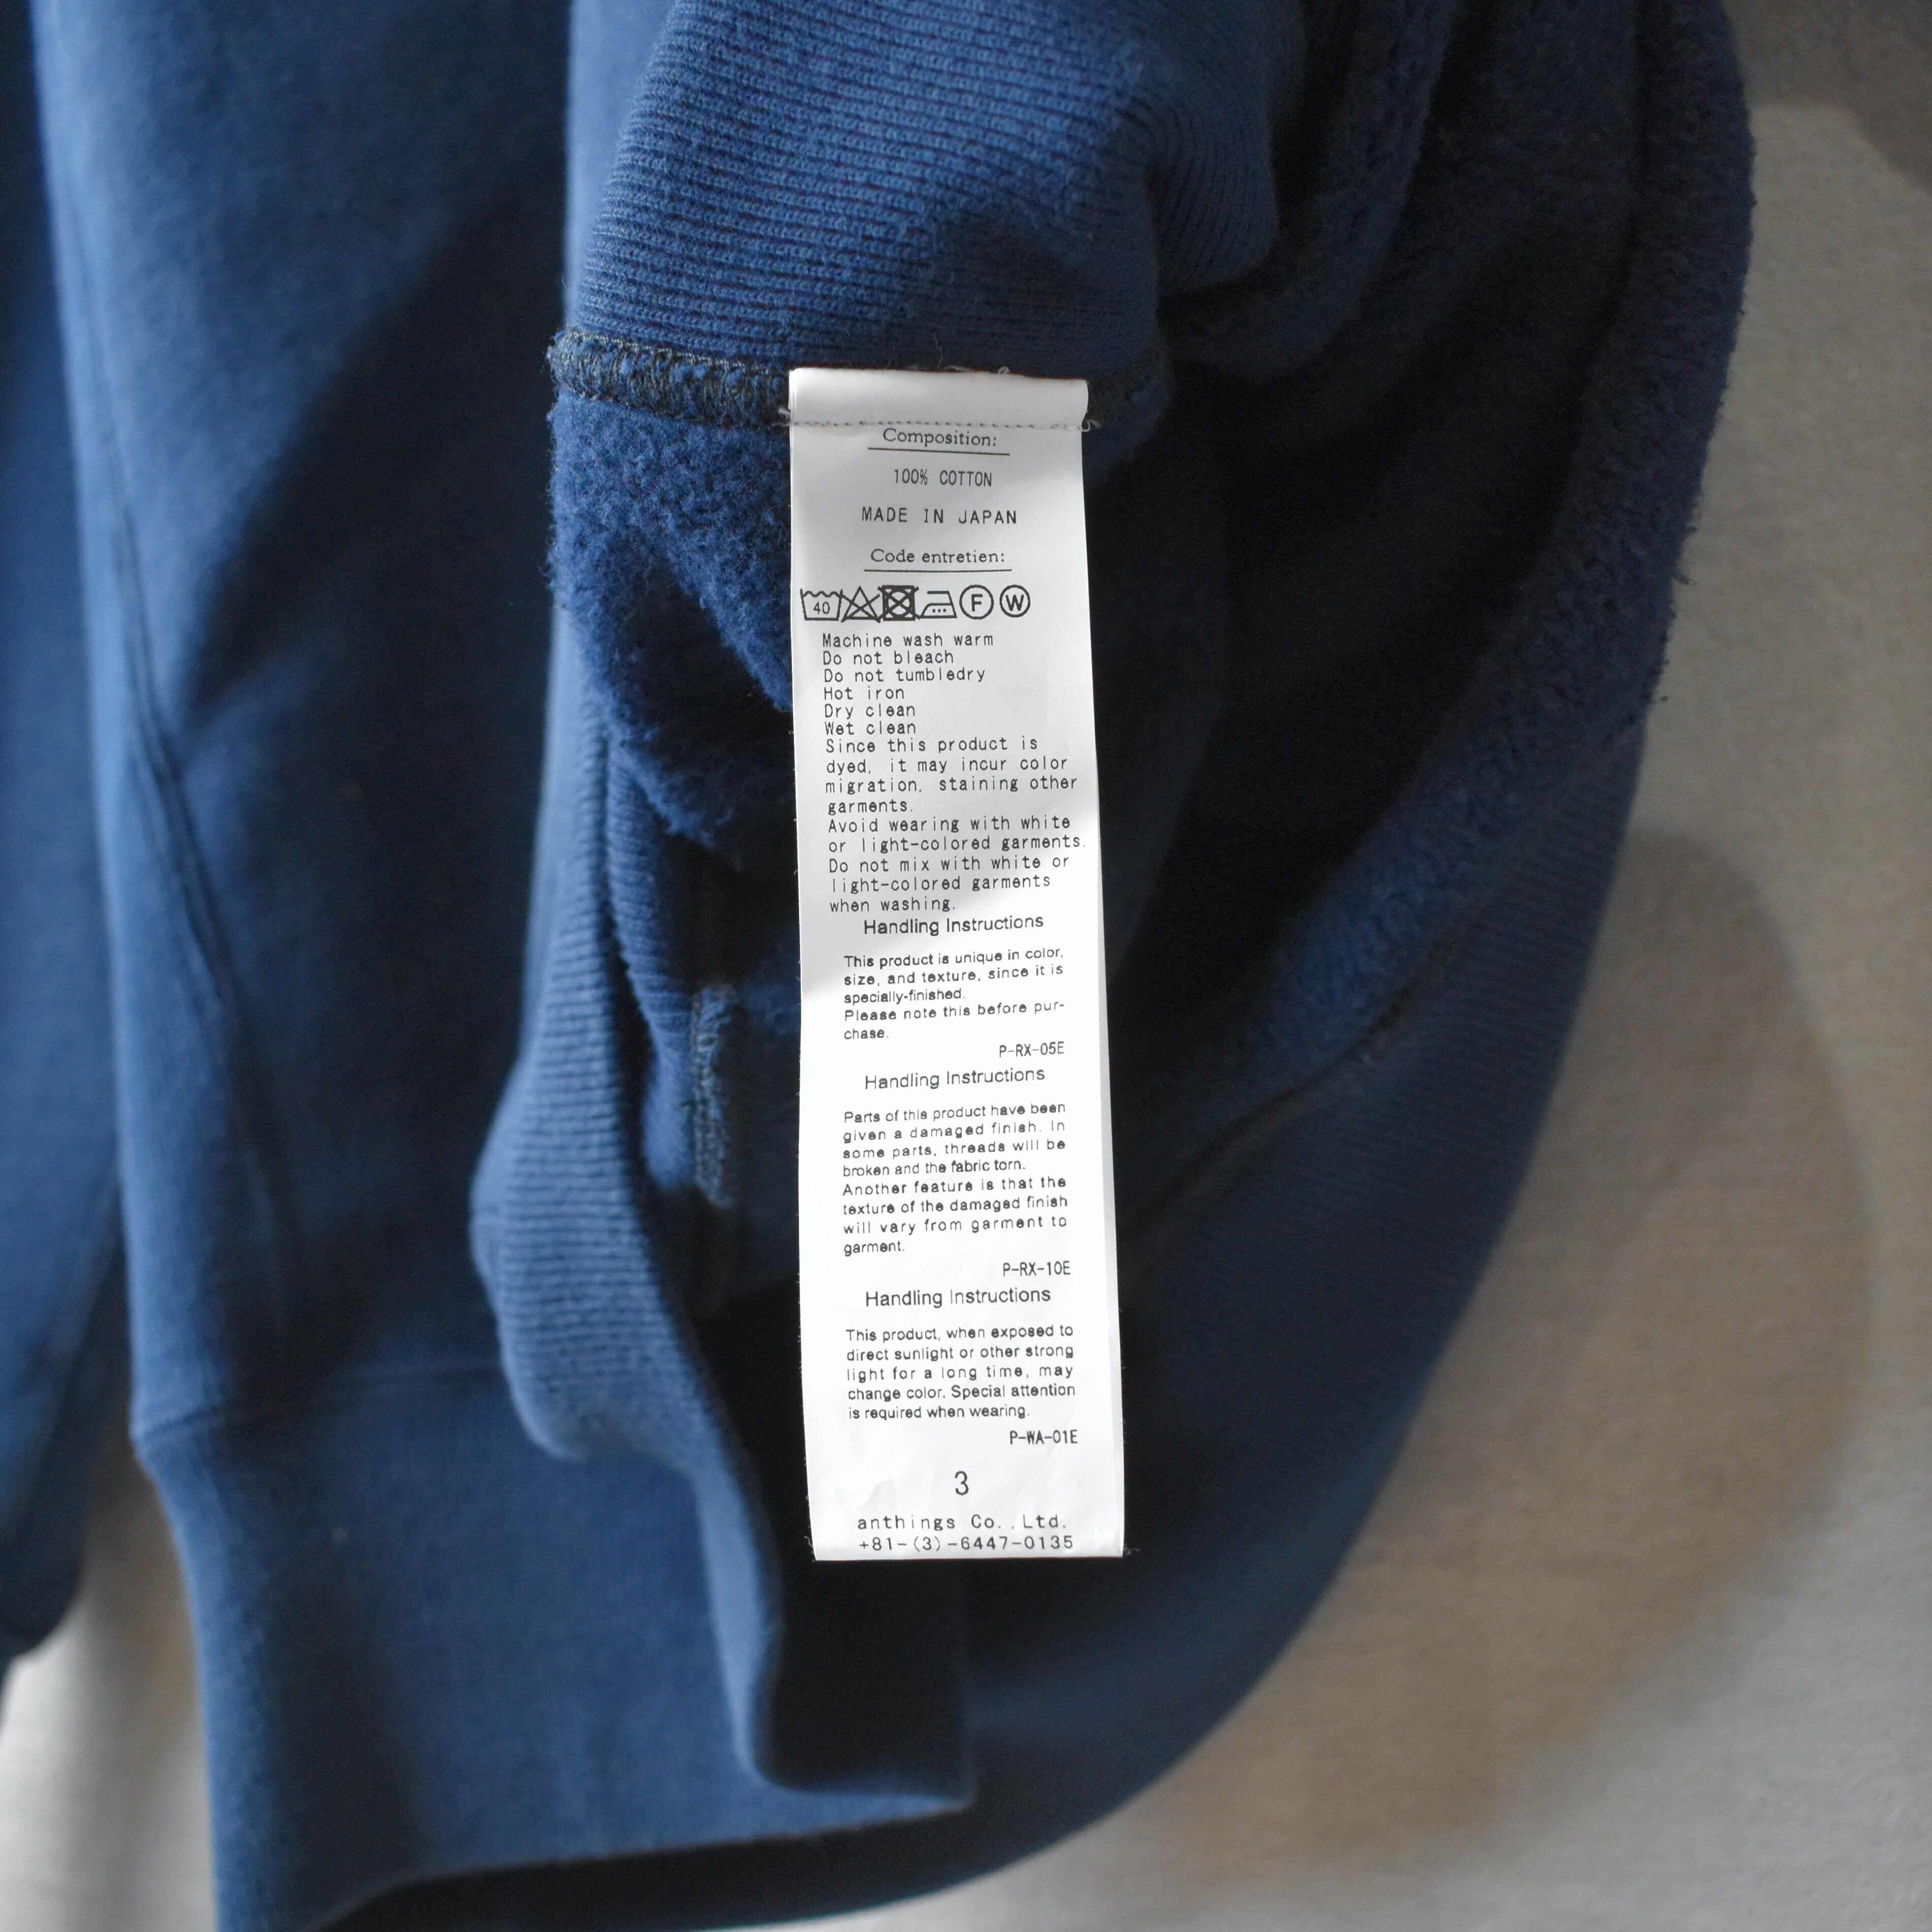 Composition:
100% COTTON
MADE IN JAPAN
Code entretien:
40 F W
Machine wash warm
Do not bleach
Do not tumbledry
Hot iron
Dry clean
Wet clean
Since this product is
dyed, it may incur color
migration, staining other
garments.
Avoid wearing with white
or light-colored garments.
Do not mix with white or
light-colored garments
when washing.
Handling Instructions
This product is unique in color,
size, and texture, since it is
specially-finished.
Please note this before pur-
chase.
P-RX-05E
Handling Instructions
Parts of this product have been
given a damaged finish. In
some parts, threads will be
broken and the fabric torn.
Another feature is that the
texture of the damaged finish
will vary from garment to
garment.
P-RX-10E
Handling Instructions
This product, when exposed to
direct sunlight or other strong
light for a long time, may
change color. Special attention
is required when wearing.
P-WA-01E
3
anthings Co.,Ltd.
+81-(3)-6447-0135